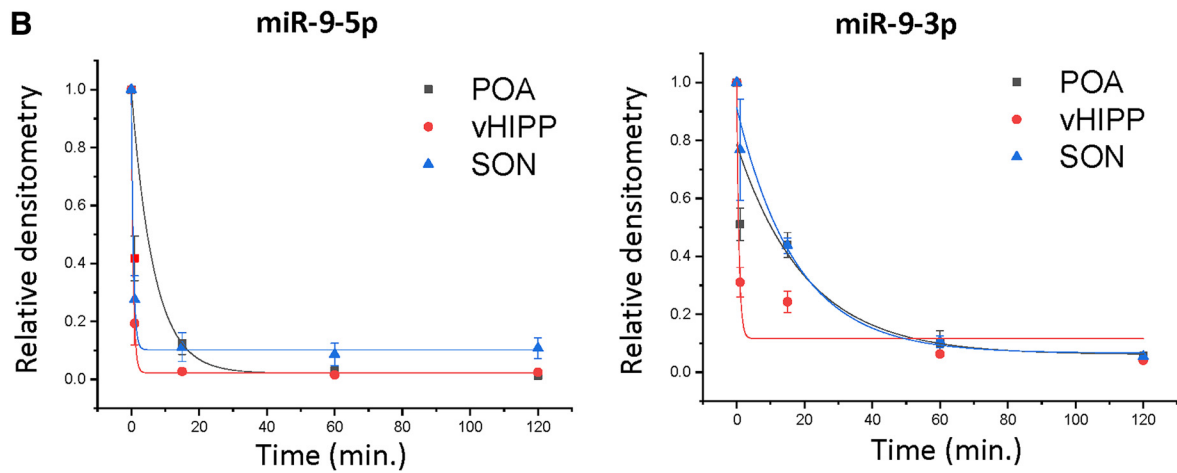 B
miR-9-5p
Relative densitometry
1.0
0.8
0.6
0.4
0.2
0.0
POA
vHIPP
SON
0 20 40 60 80 100 120
Time (min.)
miR-9-3p
Relative densitometry
1.0
0.8
0.6
0.4
0.2
0.0
POA
vHIPP
SON
0 20 40 60 80 100 120
Time (min.)